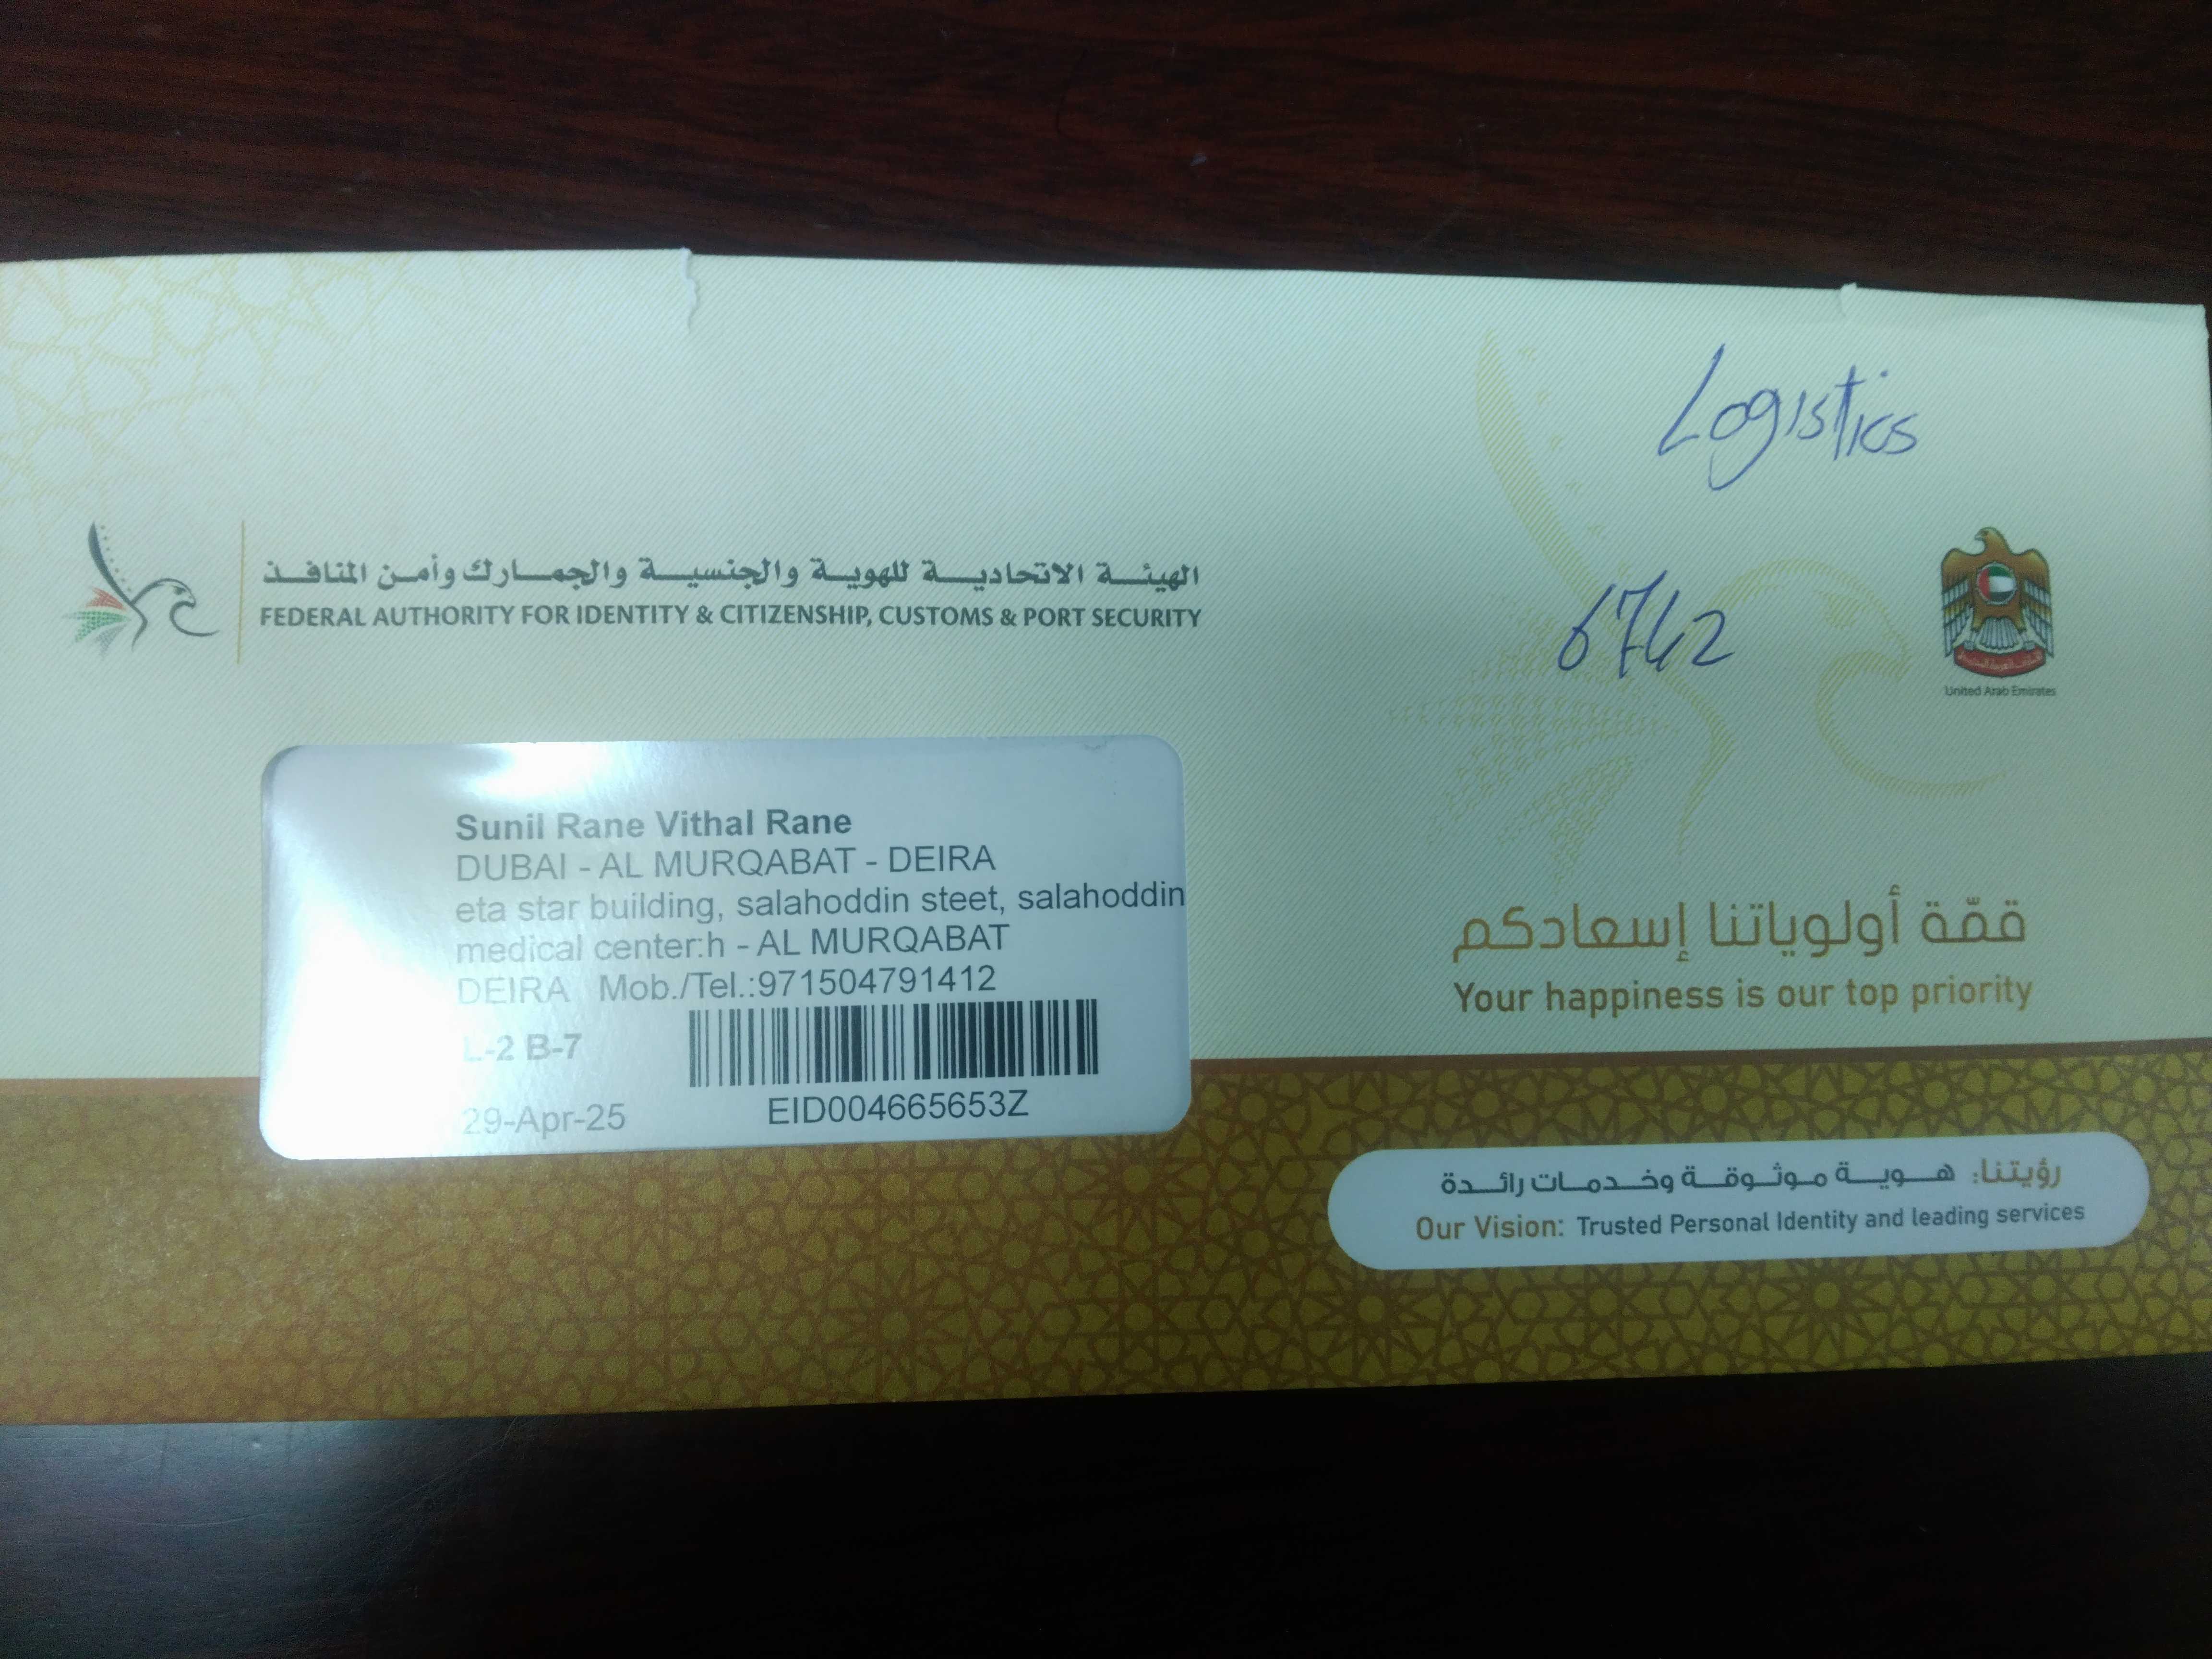 Logistics
الهيئة الاتحادية للهوية والجنسية والجمارك وأمن المنافذ
FEDERAL AUTHORITY FOR IDENTITY & CITIZENSHIP, CUSTOMS & PORT SECURITY
6742
United Arab Emirates
Sunil Rane Vithal Rane
DUBAI - AL MURQABAT - DEIRA
eta star building, salahoddin steet, salahoddin
medical center:h - AL MURQABAT
DEIRA Mob./Tel.:971504791412
L-2 B-7
29-Apr-25
EID004665653Z
قمّة أولوياتنا إسعادكم
Your happiness is our top priority
رؤيتنا: هوية موثوقة وخدمات رائدة
Our Vision: Trusted Personal Identity and leading services